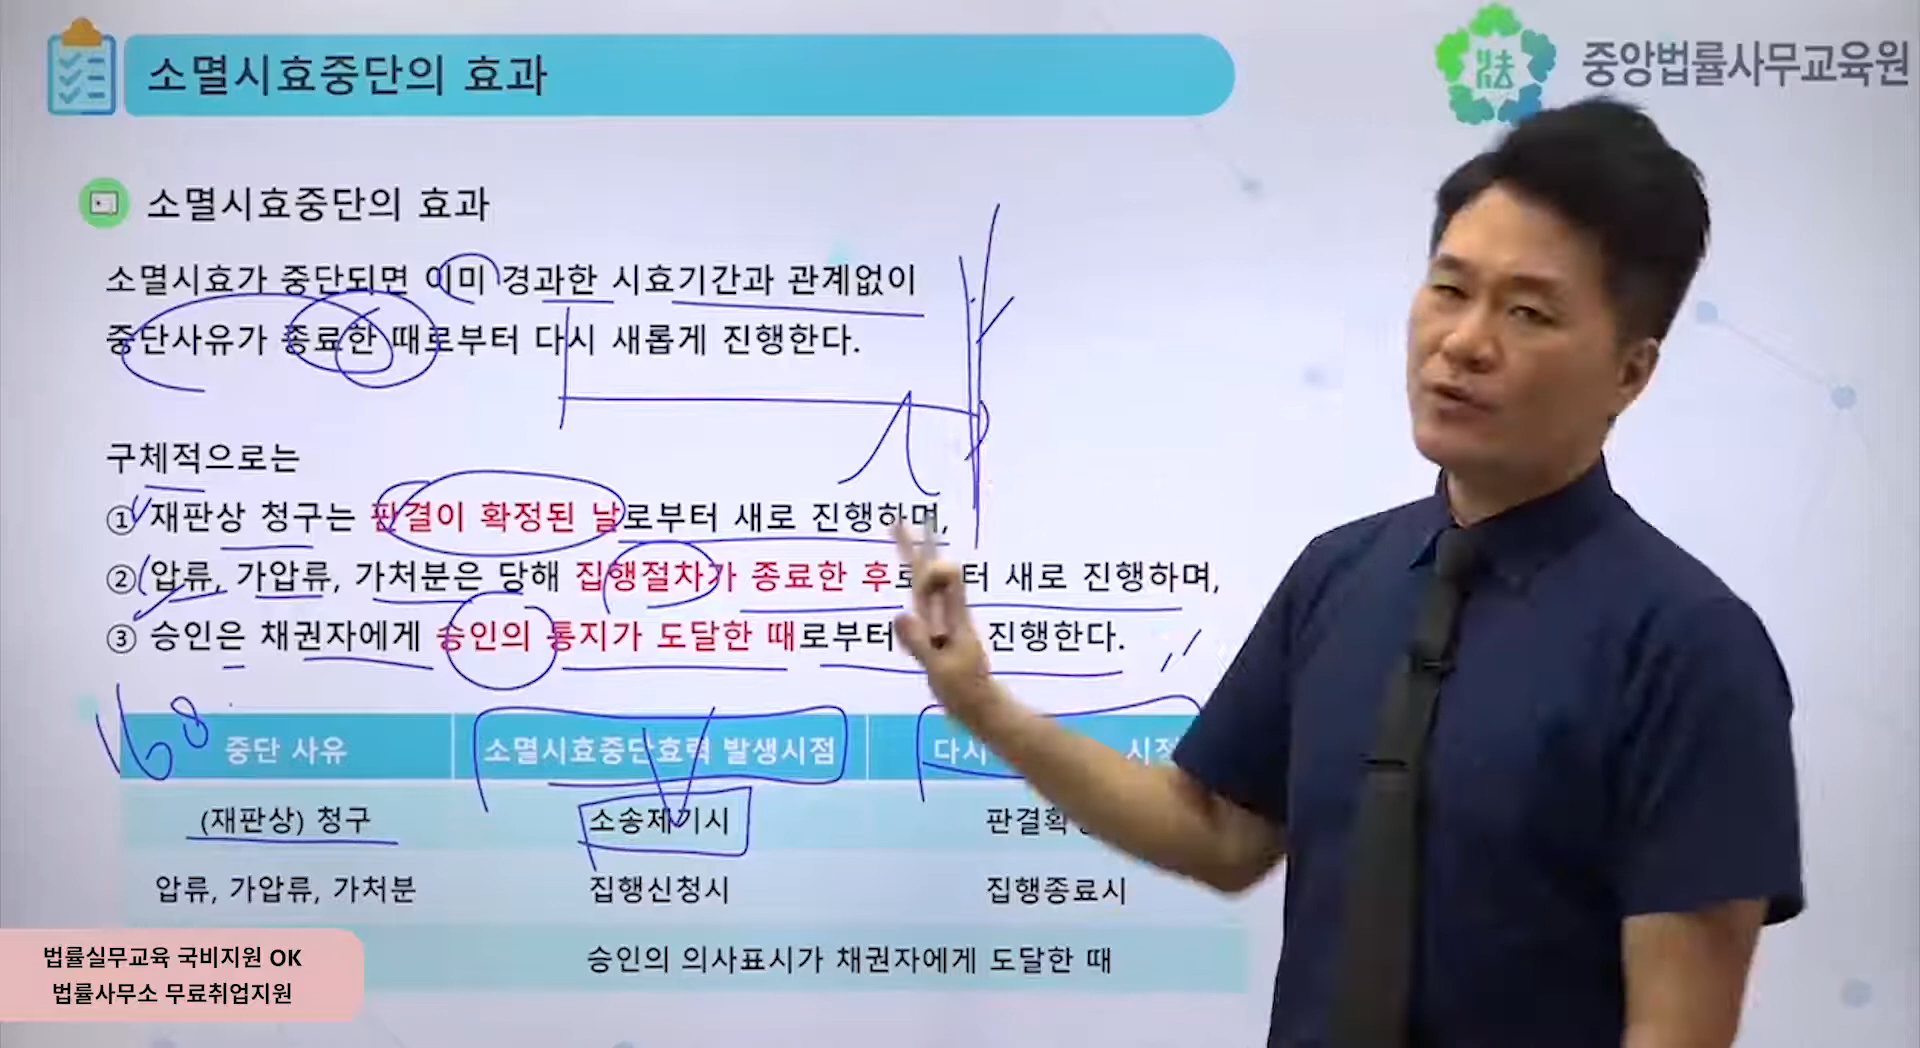 소멸시효중단의 효과
중앙법률사무교육원
소멸시효중단의 효과
소멸시효가 중단되면 이미 경과한 시효기간과 관계없이
중단사유가 종료한 때로부터 다시 새롭게 진행한다.
구체적으로는
① 재판상 청구는 판결이 확정된 날로부터 새로 진행하며,
② 압류, 가압류, 가처분은 당해 집행절차가 종료한 후로 터 새로 진행하며,
③ 승인은 채권자에게 승인의 통지가 도달한 때로부터 진행한다.
168
중단 사유 소멸시효중단효력 발생시점 다시
(재판상) 청구 소송제기시 판결확
압류, 가압류, 가처분 집행신청시 집행종료시
승인의 의사표시가 채권자에게 도달한 때
법률실무교육 국비지원 OK
법률사무소 무료취업지원